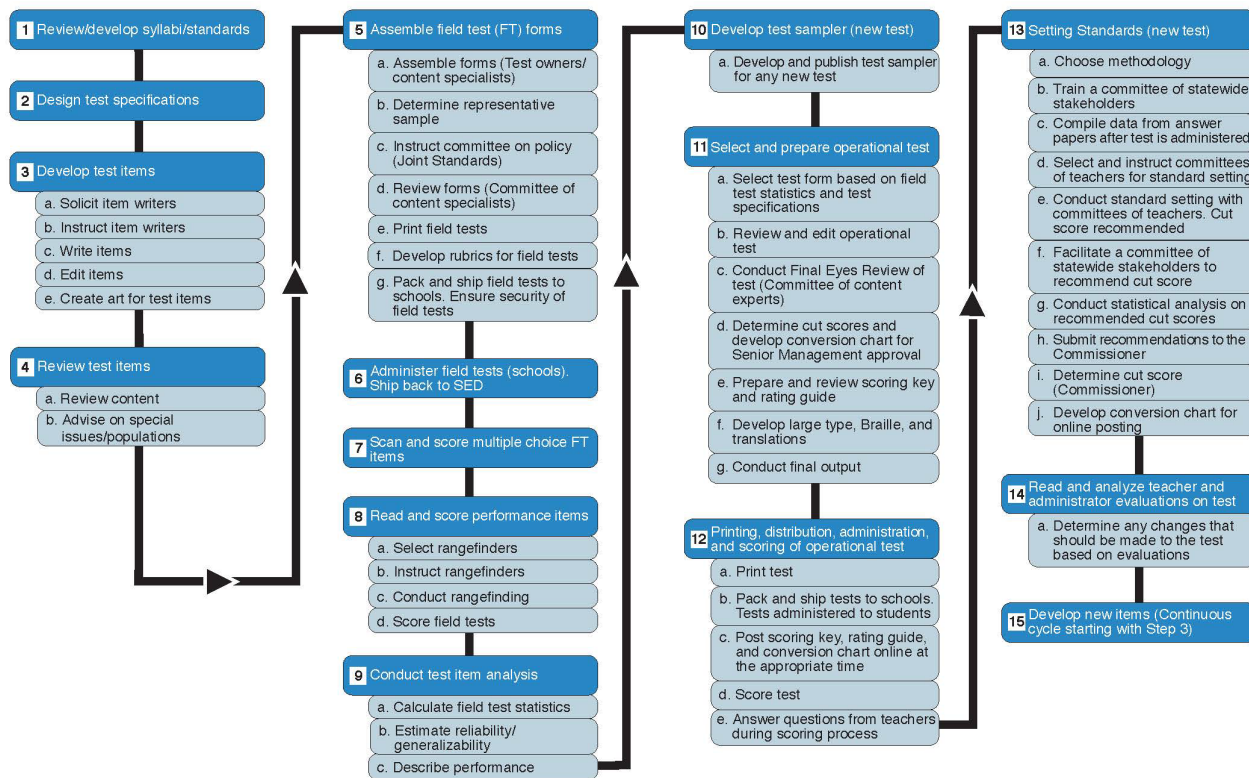 1 Review/develop syllabi/standards
2 Design test specifications
3 Develop test items
a. Solicit item writers
b. Instruct item writers
c. Write items
d. Edit items
e. Create art for test items
4 Review test items
a. Review content
b. Advise on special
issues/populations
5 Assemble field test (FT) forms
a. Assemble forms (Test owners/
content specialists)
b. Determine representative
sample
c. Instruct committee on policy
(Joint Standards)
d. Review forms (Committee of
content specialists)
e. Print field tests
f. Develop rubrics for field tests
g. Pack and ship field tests to
schools. Ensure security of
field tests
6 Administer field tests (schools).
Ship back to SED
7 Scan and score multiple choice FT
items
8 Read and score performance items
a. Select rangefinders
b. Instruct rangefinders
c. Conduct rangefinding
d. Score field tests
9 Conduct test item analysis
a. Calculate field test statistics
b. Estimate reliability/
generalizability
c. Describe performance
10 Develop test sampler (new test)
a. Develop and publish test sampler
for any new test
11 Select and prepare operational test
a. Select test form based on field
test statistics and test
specifications
b. Review and edit operational
test
c. Conduct Final Eyes Review of
test (Committee of content
experts)
d. Determine cut scores and
develop conversion chart for
Senior Management approval
e. Prepare and review scoring key
and rating guide
f. Develop large type, Braille, and
translations
g. Conduct final output
12 Printing, distribution, administration,
and scoring of operational test
a. Print test
b. Pack and ship tests to schools.
Tests administered to students
c. Post scoring key, rating guide,
and conversion chart online at
the appropriate time
d. Score test
e. Answer questions from teachers
during scoring process
13 Setting Standards (new test)
a. Choose methodology
b. Train a committee of statewide
stakeholders
c. Compile data from answer
papers after test is administered
d. Select and instruct committees
of teachers for standard setting
e. Conduct standard setting with
committees of teachers. Cut
score recommended
f. Facilitate a committee of
statewide stakeholders to
recommend cut score
g. Conduct statistical analysis on
recommended cut scores
h. Submit recommendations to the
Commissioner
i. Determine cut score
(Commissioner)
j. Develop conversion chart for
online posting
14 Read and analyze teacher and
administrator evaluations on test
a. Determine any changes that
should be made to the test
based on evaluations
15 Develop new items (Continuous
cycle starting with Step 3)